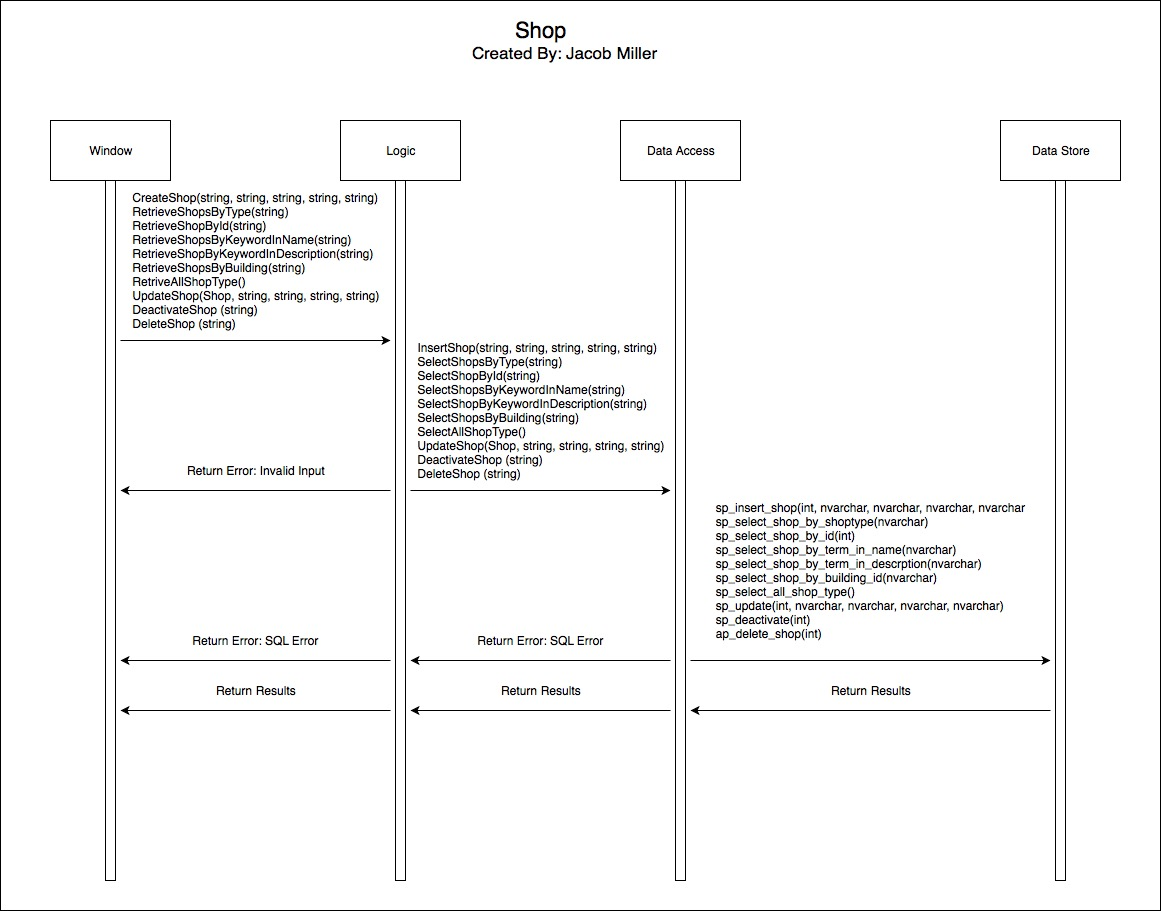 Shop
Created By: Jacob Miller
Window
Logic
Data Access
Data Store
CreateShop(string, string, string, string, string)
RetrieveShopsByType(string)
RetrieveShopById(string)
RetrieveShopsByKeywordInName(string)
RetrieveShopByKeywordInDescription(string)
RetrieveShopsByBuilding(string)
RetriveAllShopType()
UpdateShop(Shop, string, string, string, string)
DeactivateShop (string)
DeleteShop (string)
InsertShop(string, string, string, string, string)
SelectShopsByType(string)
SelectShopById(string)
SelectShopsByKeywordInName(string)
SelectShopByKeywordInDescription(string)
SelectShopsByBuilding(string)
SelectAllShopType()
UpdateShop(Shop, string, string, string, string)
DeactivateShop (string)
DeleteShop (string)
Return Error: Invalid Input
sp_insert_shop(int, nvarchar, nvarchar, nvarchar, nvarchar
sp_select_shop_by_shoptype(nvarchar)
sp_select_shop_by_id(int)
sp_select_shop_by_term_in_name(nvarchar)
sp_select_shop_by_term_in_descrption(nvarchar)
sp_select_shop_by_building_id(nvarchar)
sp_select_all_shop_type()
sp_update(int, nvarchar, nvarchar, nvarchar, nvarchar)
sp_deactivate(int)
ap_delete_shop(int)
Return Error: SQL Error
Return Error: SQL Error
Return Results
Return Results
Return Results